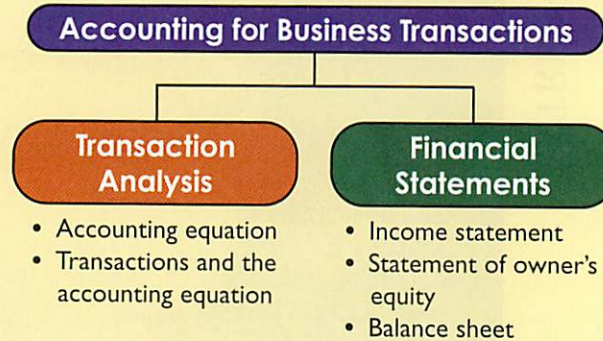 Accounting for Business Transactions
Transaction
Analysis
• Accounting equation
• Transactions and the
accounting equation
Financial
Statements
• Income statement
• Statement of owner's
equity
• Balance sheet